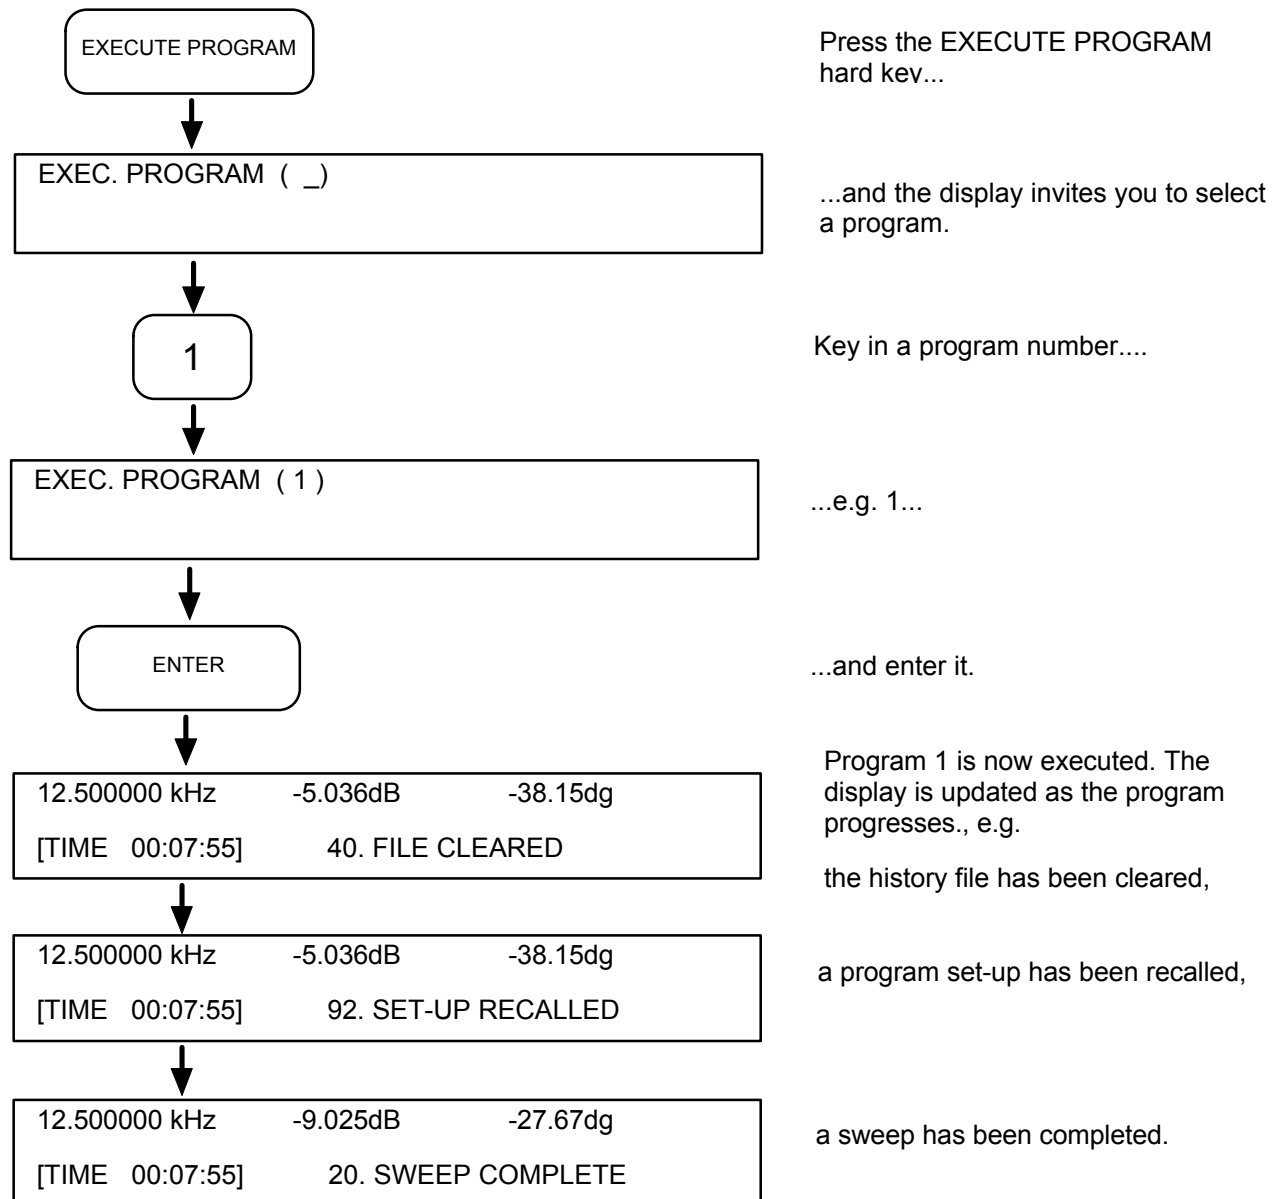 EXECUTE PROGRAM
Press the EXECUTE PROGRAM
hard key...
EXEC. PROGRAM ( _)
...and the display invites you to select
a program.
1
Key in a program number....
EXEC. PROGRAM ( 1 )
...e.g. 1...
ENTER
...and enter it.
Program 1 is now executed. The
display is updated as the program
progresses., e.g.
12.500000 kHz -5.036dB -38.15dg
[TIME 00:07:55] 40. FILE CLEARED
the history file has been cleared,
12.500000 kHz -5.036dB -38.15dg
[TIME 00:07:55] 92. SET-UP RECALLED
a program set-up has been recalled,
12.500000 kHz -9.025dB -27.67dg
[TIME 00:07:55] 20. SWEEP COMPLETE
a sweep has been completed.